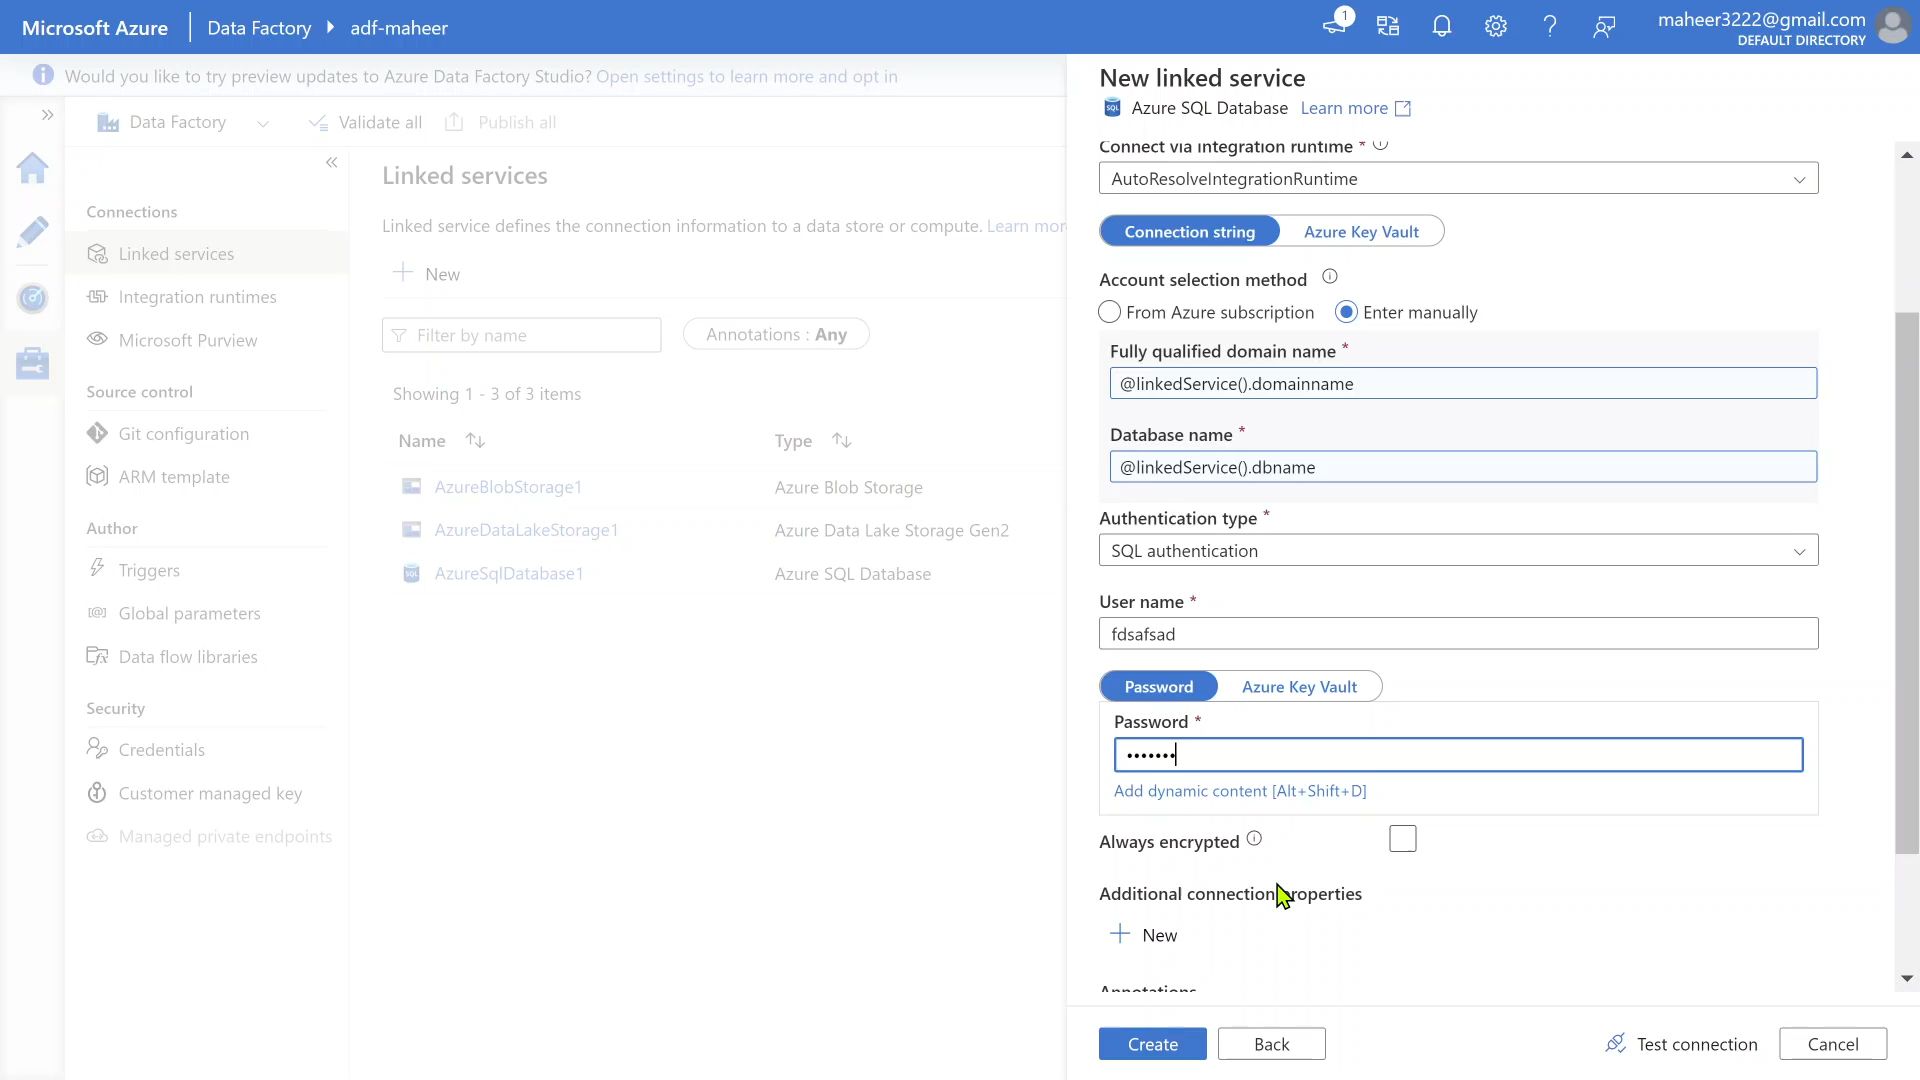 Microsoft Azure
Data Factory
adf-maheer
1
maheer3222@gmail.com
DEFAULT DIRECTORY
Would you like to try preview updates to Azure Data Factory Studio? Open settings to learn more and opt in
Data Factory
Validate all
Publish all
Connections
Linked services
Integration runtimes
Microsoft Purview
Source control
Git configuration
ARM template
Author
Triggers
Global parameters
Data flow libraries
Security
Credentials
Customer managed key
Managed private endpoints
Linked services
Linked service defines the connection information to a data store or compute. Learn more
New
Filter by name
Annotations : Any
Showing 1 - 3 of 3 items
Name
Type
AzureBlobStorage1
Azure Blob Storage
AzureDataLakeStorage1
Azure Data Lake Storage Gen2
AzureSqlDatabase1
Azure SQL Database
New linked service
SQL
Azure SQL Database
Learn more
Connect via integration runtime *
AutoResolveIntegrationRuntime
Connection string
Azure Key Vault
Account selection method
From Azure subscription
Enter manually
Fully qualified domain name *
@linkedService().domainname
Database name *
@linkedService().dbname
Authentication type *
SQL authentication
User name *
fdsafsad
Password
Azure Key Vault
Password *
•••••••
Add dynamic content [Alt+Shift+D]
Always encrypted
Additional connection properties
New
Annotations
Create
Back
Test connection
Cancel